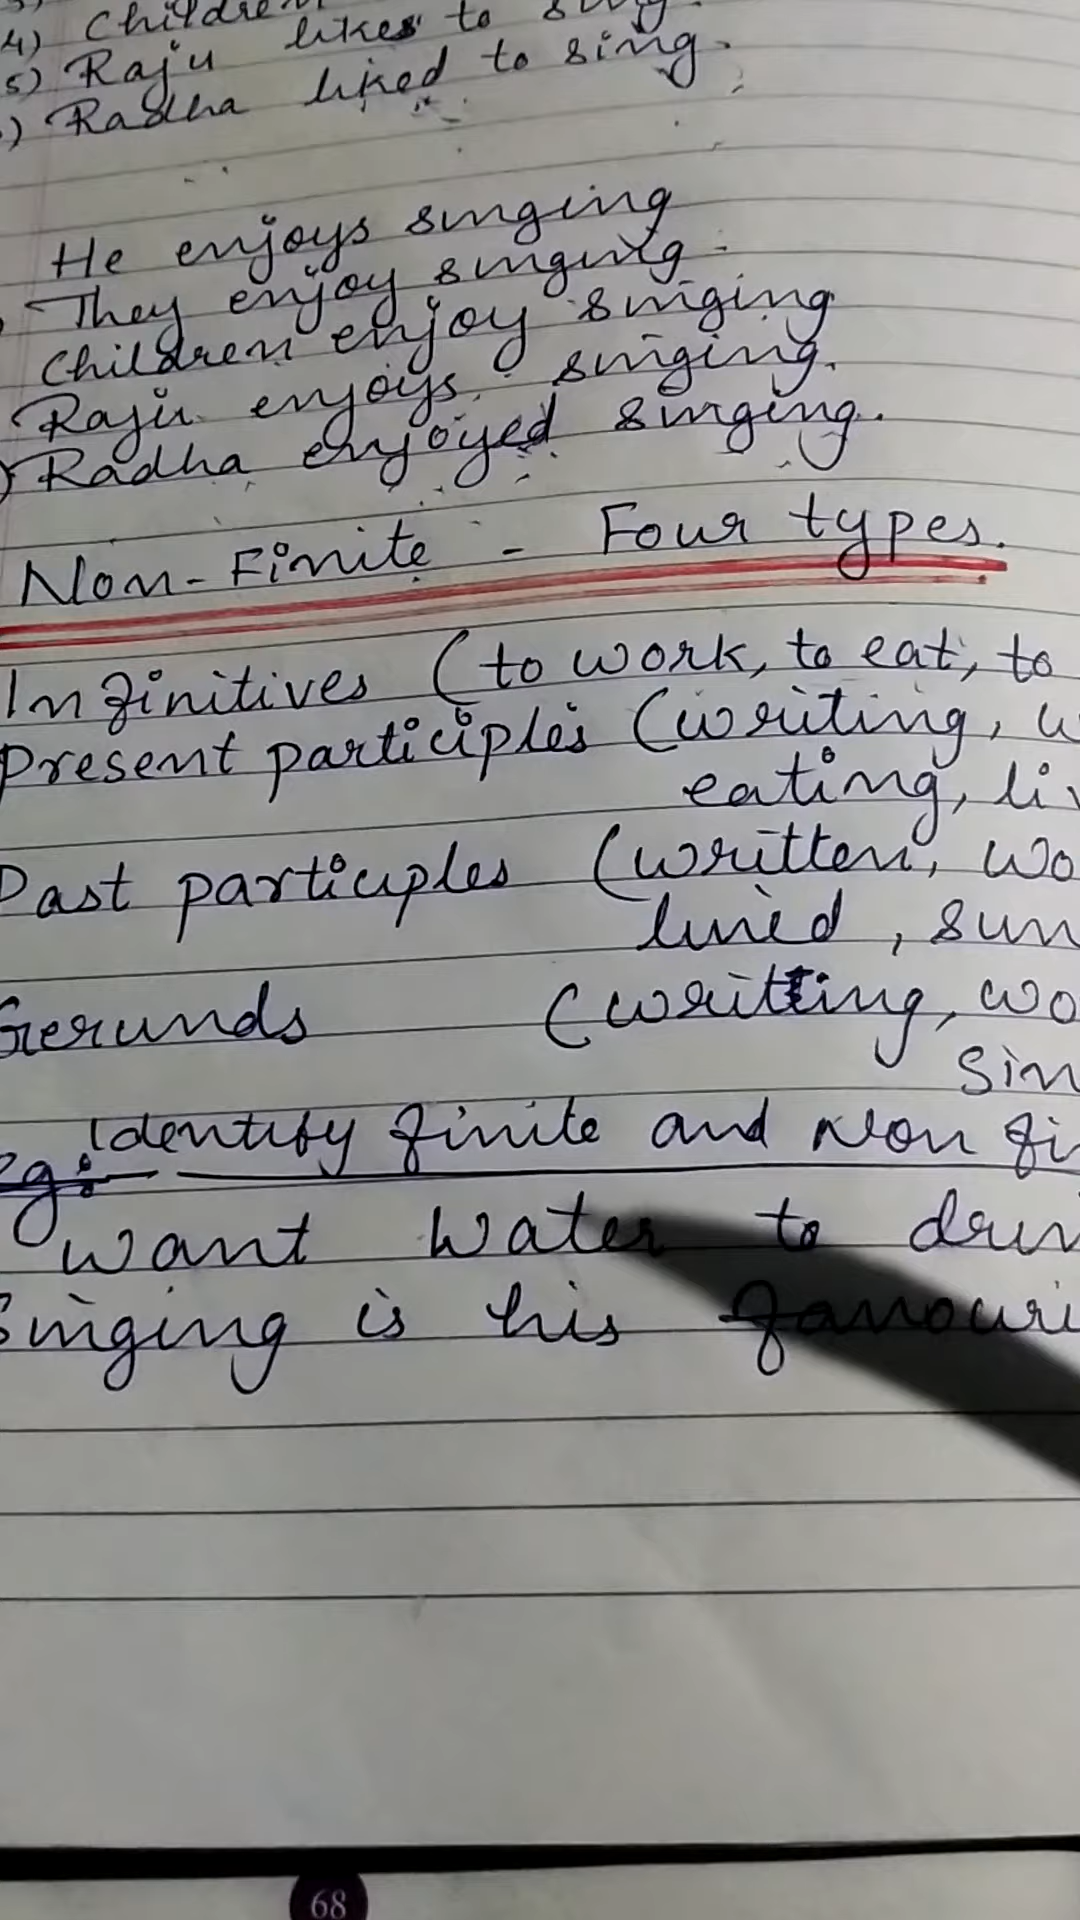 4) Children
5) Raju likes to
) Radha liked to sing.
He enjoys singing
They enjoy singing.
Children enjoy singing
Raju enjoys singing.
Radha enjoyed singing.
Non-Finite - Four types.
Infinitives (to work, to eat, to
Present participles (writing,
eating,
Past participles (written,
lived,
Gerunds (writing,
Eg: Identify finite and Non
want water to
Singing is his
68